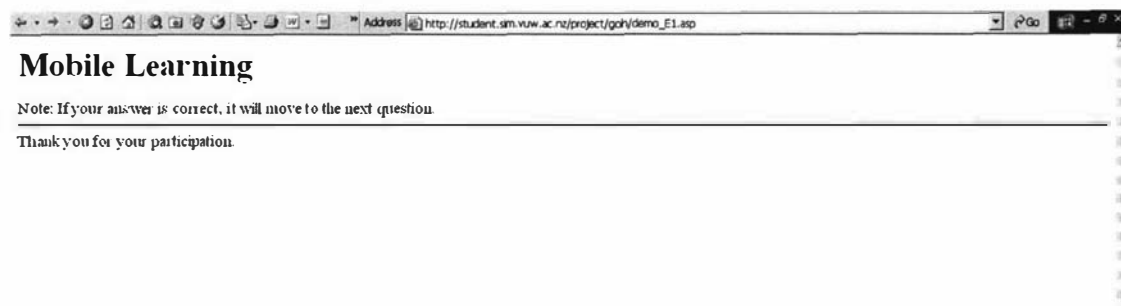 Address http://student.sim.vuw.ac.nz/project/goh/demo_E1.asp Go
Mobile Learning
Note: If your answer is correct, it will move to the next question.
Thank you for your participation.